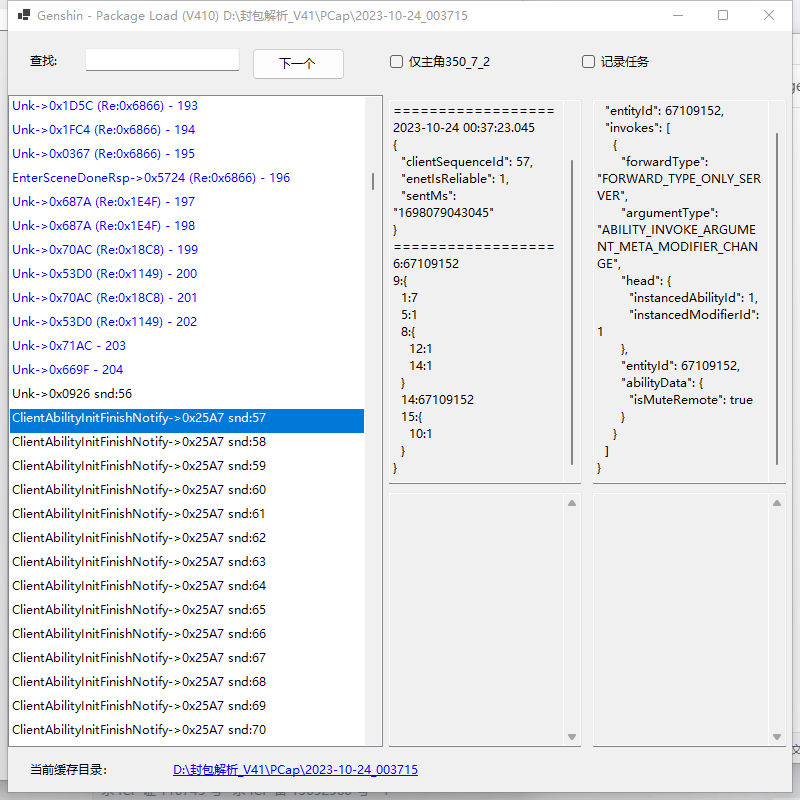 Genshin - Package Load (V410) D:\封包解析_V41\PCap\2023-10-24_003715
查找:
下一个
仅主角350_7_2
记录任务
Unk->0x1D5C (Re:0x6866) - 193
Unk->0x1FC4 (Re:0x6866) - 194
Unk->0x0367 (Re:0x6866) - 195
EnterSceneDoneRsp->0x5724 (Re:0x6866) - 196
Unk->0x687A (Re:0x1E4F) - 197
Unk->0x687A (Re:0x1E4F) - 198
Unk->0x70AC (Re:0x18C8) - 199
Unk->0x53D0 (Re:0x1149) - 200
Unk->0x70AC (Re:0x18C8) - 201
Unk->0x53D0 (Re:0x1149) - 202
Unk->0x71AC - 203
Unk->0x669F - 204
Unk->0x0926 snd:56
ClientAbilityInitFinishNotify->0x25A7 snd:57
ClientAbilityInitFinishNotify->0x25A7 snd:58
ClientAbilityInitFinishNotify->0x25A7 snd:59
ClientAbilityInitFinishNotify->0x25A7 snd:60
ClientAbilityInitFinishNotify->0x25A7 snd:61
ClientAbilityInitFinishNotify->0x25A7 snd:62
ClientAbilityInitFinishNotify->0x25A7 snd:63
ClientAbilityInitFinishNotify->0x25A7 snd:64
ClientAbilityInitFinishNotify->0x25A7 snd:65
ClientAbilityInitFinishNotify->0x25A7 snd:66
ClientAbilityInitFinishNotify->0x25A7 snd:67
ClientAbilityInitFinishNotify->0x25A7 snd:68
ClientAbilityInitFinishNotify->0x25A7 snd:69
ClientAbilityInitFinishNotify->0x25A7 snd:70
==================
2023-10-24 00:37:23.045
{
"clientSequenceId": 57,
"enetIsReliable": 1,
"sentMs":
"1698079043045"
}
==================
6:67109152
9:{
1:7
5:1
8:{
12:1
14:1
}
14:67109152
15:{
10:1
}
}
"entityId": 67109152,
"invokes": [
{
"forwardType":
"FORWARD_TYPE_ONLY_SER
VER",
"argumentType":
"ABILITY_INVOKE_ARGUME
NT_META_MODIFIER_CHAN
GE",
"head": {
"instancedAbilityId": 1,
"instancedModifierId":
1
},
"entityId": 67109152,
"abilityData": {
"isMuteRemote": true
}
}
]
}
当前缓存目录:
D:\封包解析_V41\PCap\2023-10-24_003715